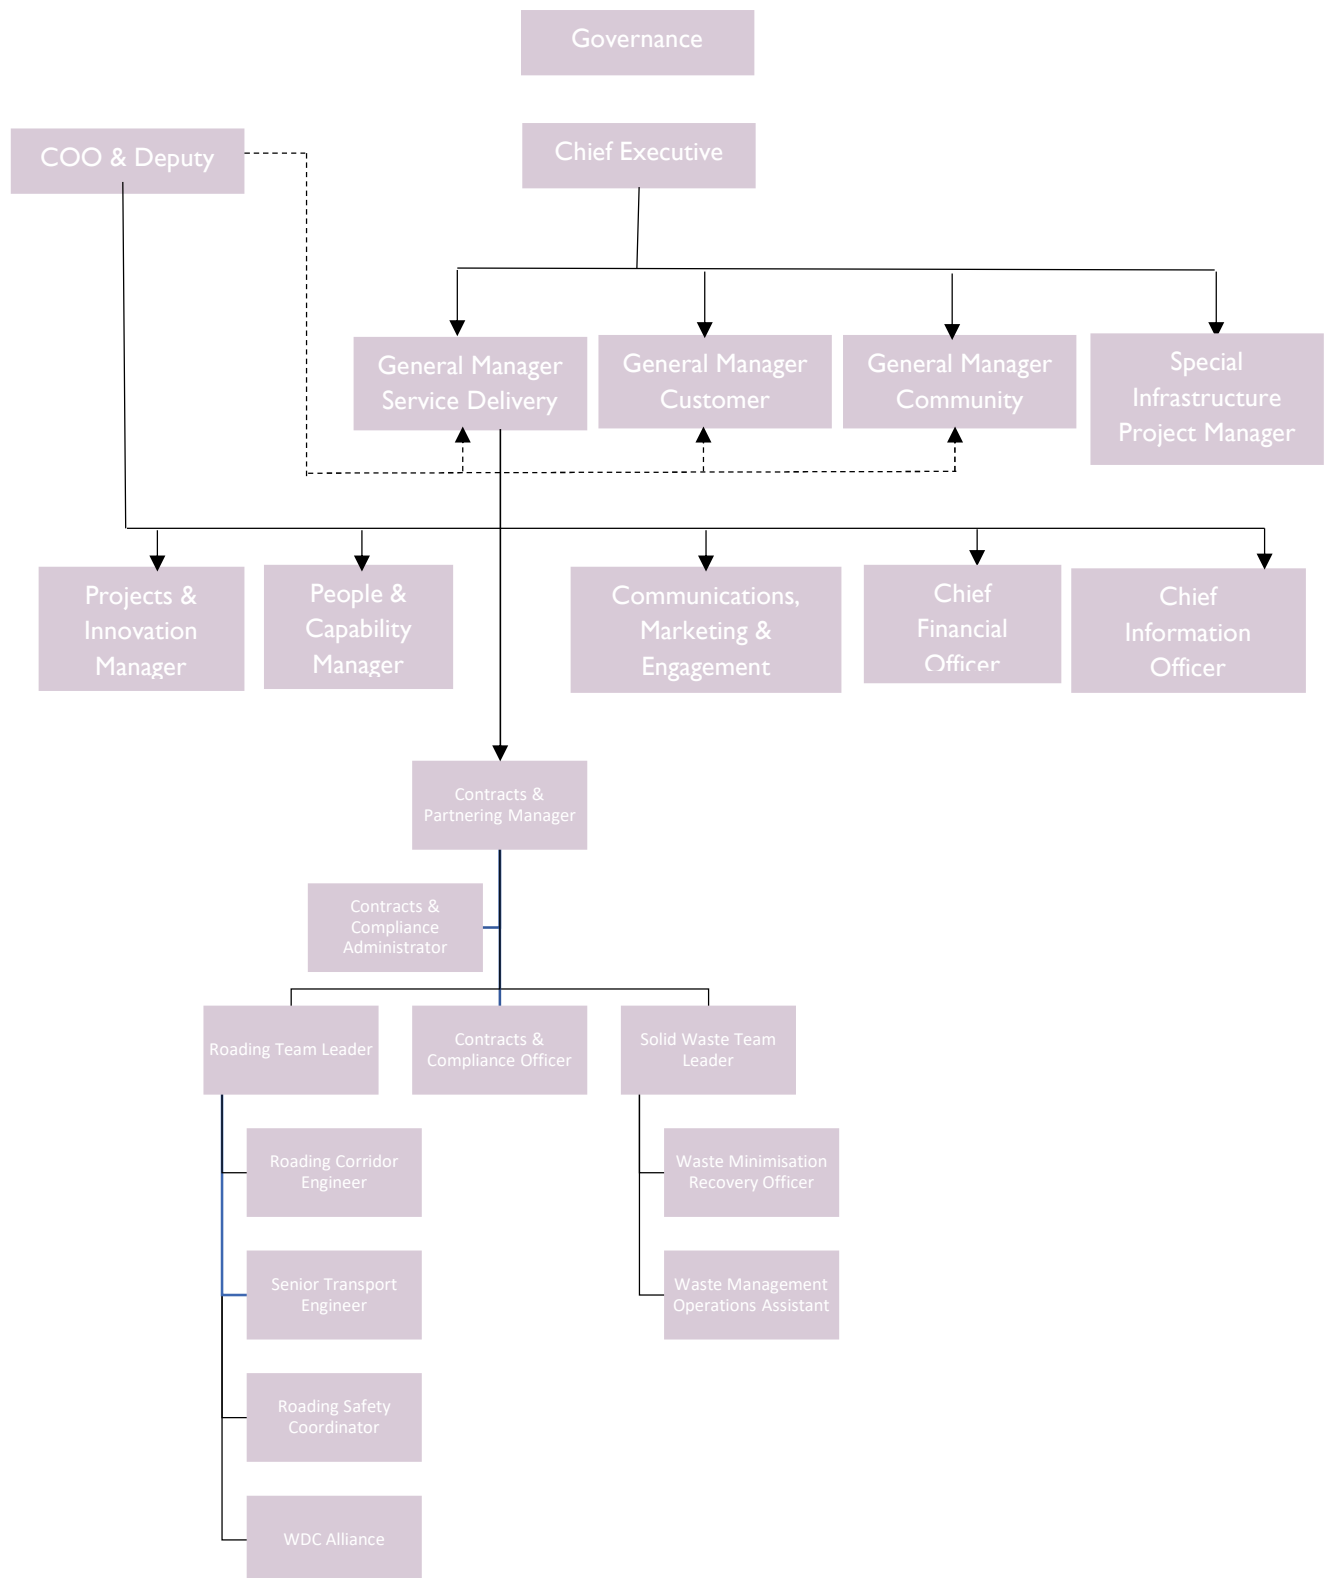 Governance
COO & Deputy
Chief Executive
General Manager
Service Delivery
General Manager
Customer
General Manager
Community
Special
Infrastructure
Project Manager
Projects &
Innovation
Manager
People &
Capability
Manager
Communications,
Marketing &
Engagement
Chief
Financial
Officer
Chief
Information
Officer
Contracts &
Partnering Manager
Contracts &
Compliance
Administrator
Roading Team Leader
Contracts &
Compliance Officer
Solid Waste Team
Leader
Roading Corridor
Engineer
Waste Minimisation
Recovery Officer
Senior Transport
Engineer
Waste Management
Operations Assistant
Roading Safety
Coordinator
WDC Alliance